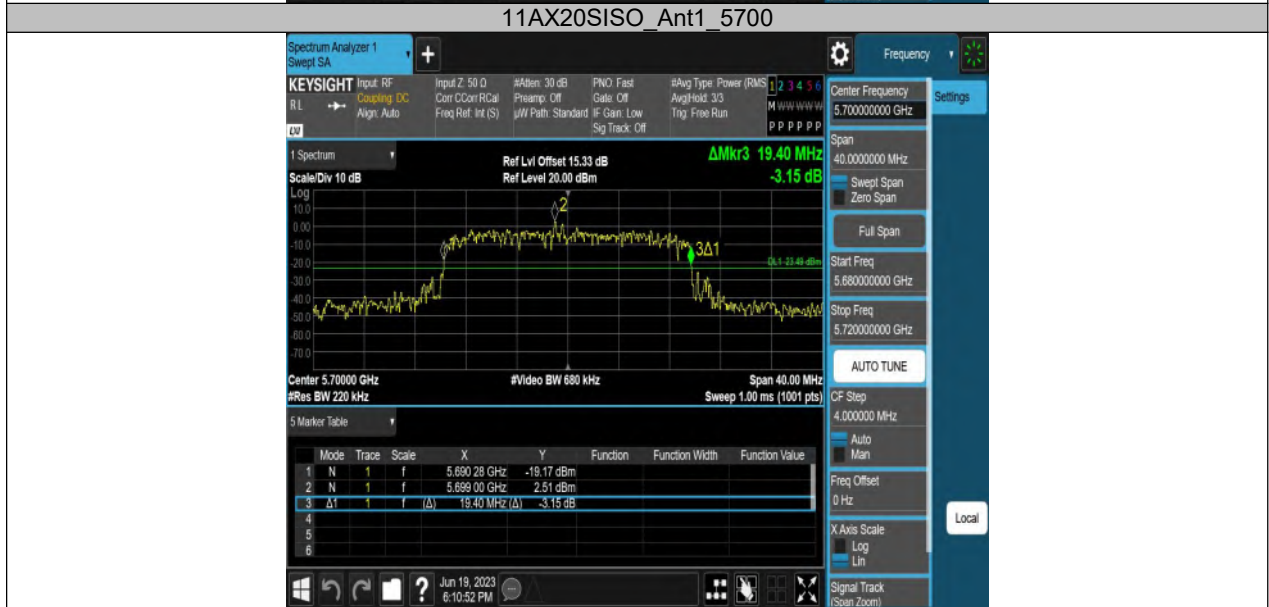 11AX20SISO_Ant1_5700
Spectrum Analyzer 1
Swept SA
+
Frequency
KEYSIGHT Input: RF Input Z: 50 Ω #Atten: 30 dB PNO: Fast #Avg Type: Power (RMS 1 2 3 4 5 6
RL Coupling: DC Corr CCorr RCal Preamp: Off Gate: Off Avg|Hold: 3/3 M W W W W W
Align: Auto Freq Ref: Int (S) µW Path: Standard IF Gain: Low Trig: Free Run
Sig Track: Off P P P P P P
LXI
1 Spectrum
Ref Lvl Offset 15.33 dB
ΔMkr3 19.40 MHz
Scale/Div 10 dB
Ref Level 20.00 dBm
-3.15 dB
Log
10.0
0.00
-10.0
-20.0
-30.0
-40.0
-50.0
-60.0
-70.0
2
3Δ1
DL1 -23.49 dBm
Center 5.70000 GHz #Video BW 680 kHz Span 40.00 MHz
#Res BW 220 kHz Sweep 1.00 ms (1001 pts)
5 Marker Table
Mode Trace Scale X Y Function Function Width Function Value
1 N 1 f 5.690 28 GHz -19.17 dBm
2 N 1 f 5.699 00 GHz 2.51 dBm
3 Δ1 1 f (Δ) 19.40 MHz (Δ) -3.15 dB
4
5
6
Center Frequency
5.700000000 GHz
Settings
Span
40.0000000 MHz
Swept Span
Zero Span
Full Span
Start Freq
5.680000000 GHz
Stop Freq
5.720000000 GHz
AUTO TUNE
CF Step
4.000000 MHz
Auto
Man
Freq Offset
0 Hz
X Axis Scale
Log
Lin
Local
Signal Track
(Span Zoom)
?
Jun 19, 2023
6:10:52 PM